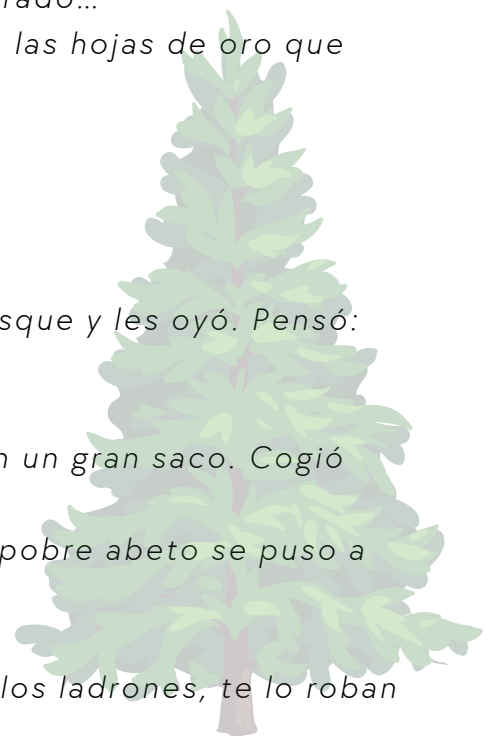 las hojas de oro que
y les oyó. Pensó:
un gran saco. Cogió
pobre abeto se puso a
los ladrones, te lo roban